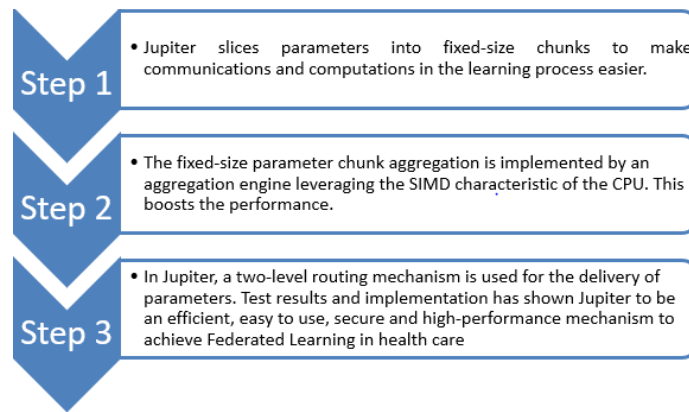 Step 1
• Jupiter slices parameters into fixed-size chunks to make
communications and computations in the learning process easier.
Step 2
• The fixed-size parameter chunk aggregation is implemented by an
aggregation engine leveraging the SIMD characteristic of the CPU. This
boosts the performance.
Step 3
• In Jupiter, a two-level routing mechanism is used for the delivery of
parameters. Test results and implementation has shown Jupiter to be
an efficient, easy to use, secure and high-performance mechanism to
achieve Federated Learning in health care